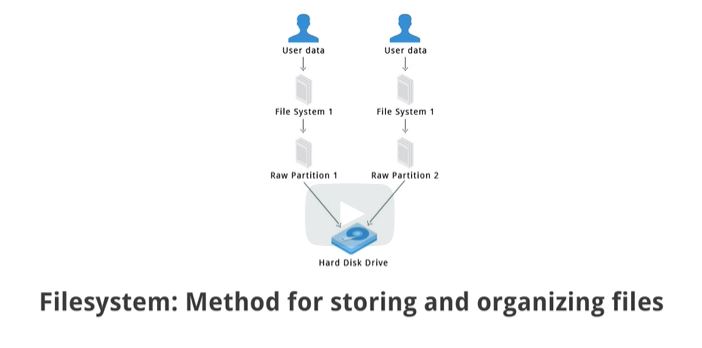 User data User data
File System 1 File System 1
Raw Partition 1 Raw Partition 2
Hard Disk Drive
Filesystem: Method for storing and organizing files